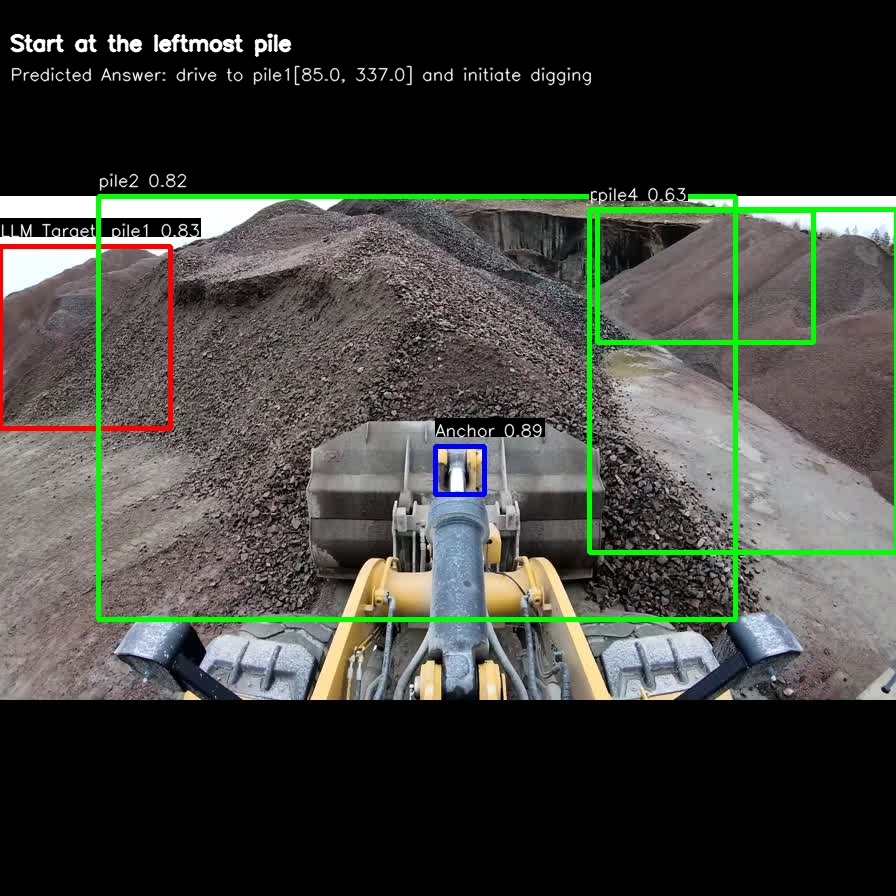 Start at the leftmost pile
Predicted Answer: drive to pile1[85.0, 337.0] and initiate digging
pile2 0.82
pile4 0.63
LLM Target: pile1 0.83
Anchor 0.89